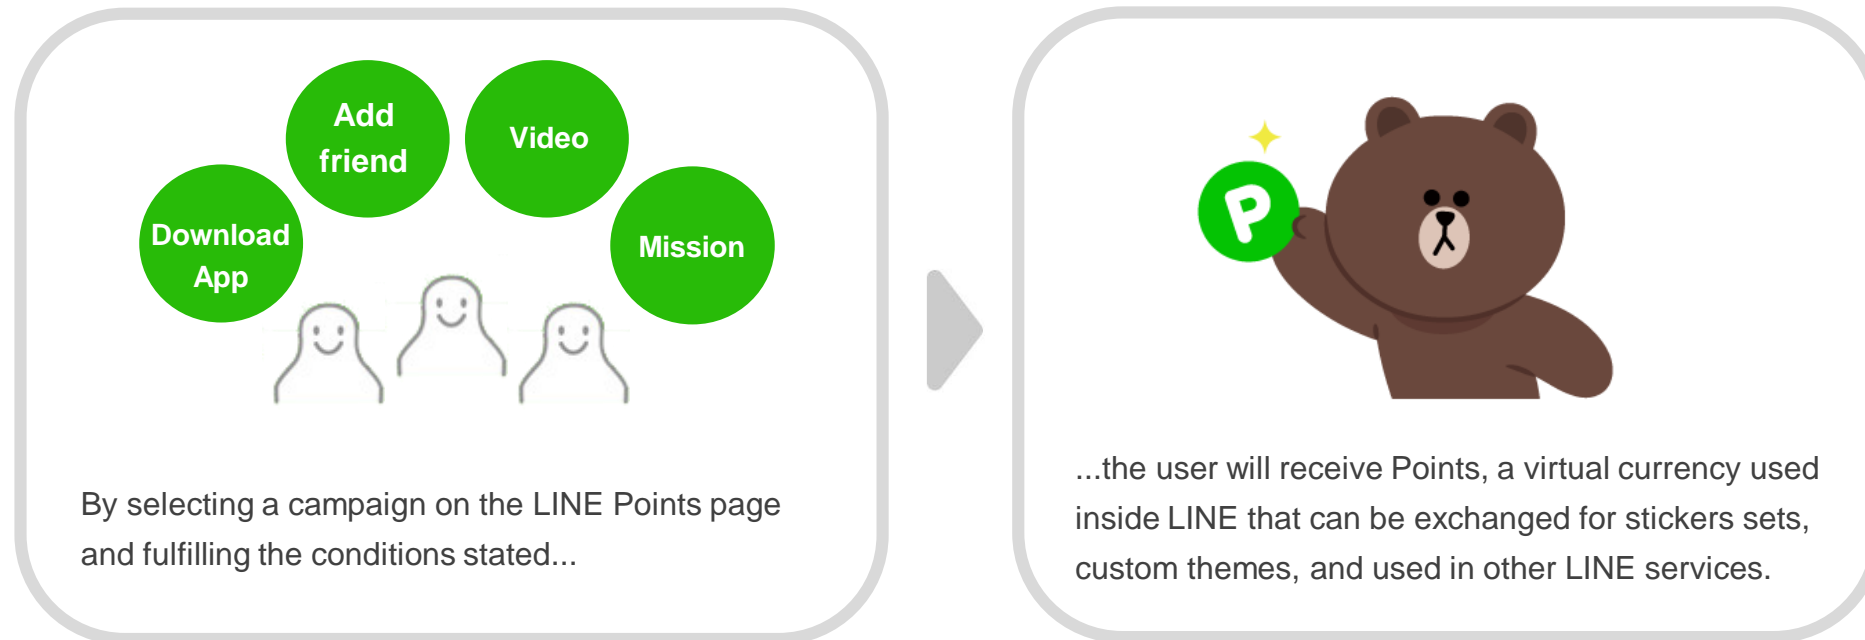 Add
friend
Video
Download
App
Mission
By selecting a campaign on the LINE Points page
and fulfilling the conditions stated...
P
...the user will receive Points, a virtual currency used
inside LINE that can be exchanged for stickers sets,
custom themes, and used in other LINE services.